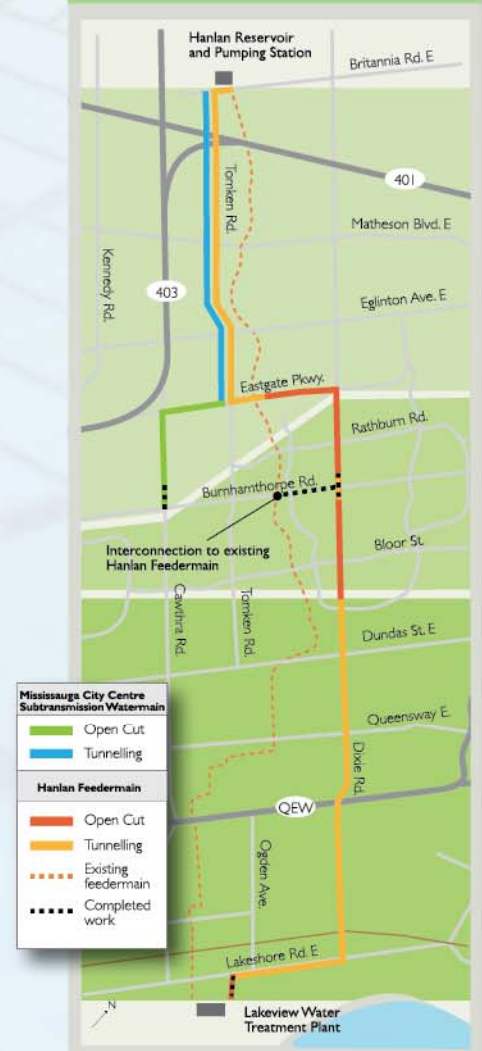 Hanlan Reservoir
and Pumping Station
Britannia Rd. E
401
Tomken Rd.
Matheson Blvd. E
Kennedy Rd.
403
Eglinton Ave. E
Eastgate Pkwy.
Rathburn Rd.
Burnhamthorpe Rd.
Interconnection to existing
Hanlan Feedermain
Bloor St.
Cawthra Rd.
Tomken Rd.
Dundas St. E
Mississauga City Centre
Subtransmission Watermain
Open Cut
Tunnelling
Hanlan Feedermain
Open Cut
Tunnelling
Existing
feedermain
Completed
work
Queensway E.
Dixie Rd.
QEW
Ogden Ave.
Lakeshore Rd. E
N
Lakeview Water
Treatment Plant